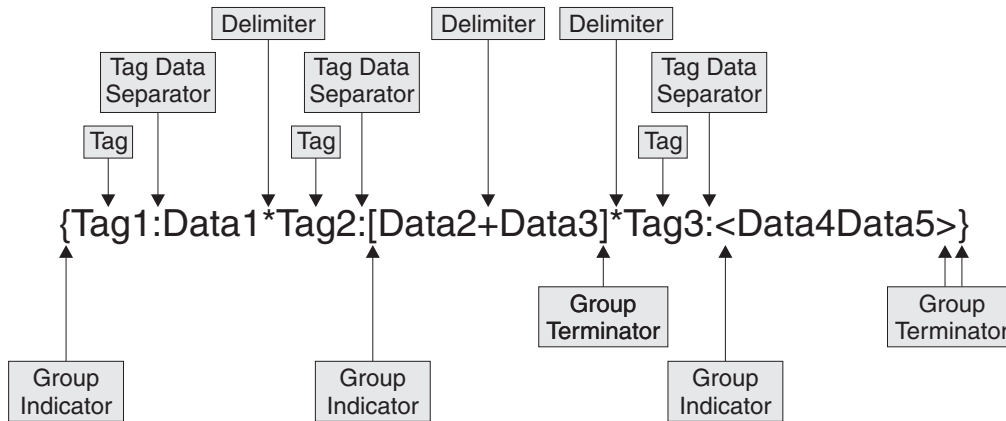 Delimiter
Delimiter
Delimiter
Tag Data
Separator
Tag Data
Separator
Tag Data
Separator
Tag
Tag
Tag
{Tag1:Data1*Tag2:[Data2+Data3]*Tag3:<Data4Data5>}
Group
Terminator
Group
Terminator
Group
Indicator
Group
Indicator
Group
Indicator